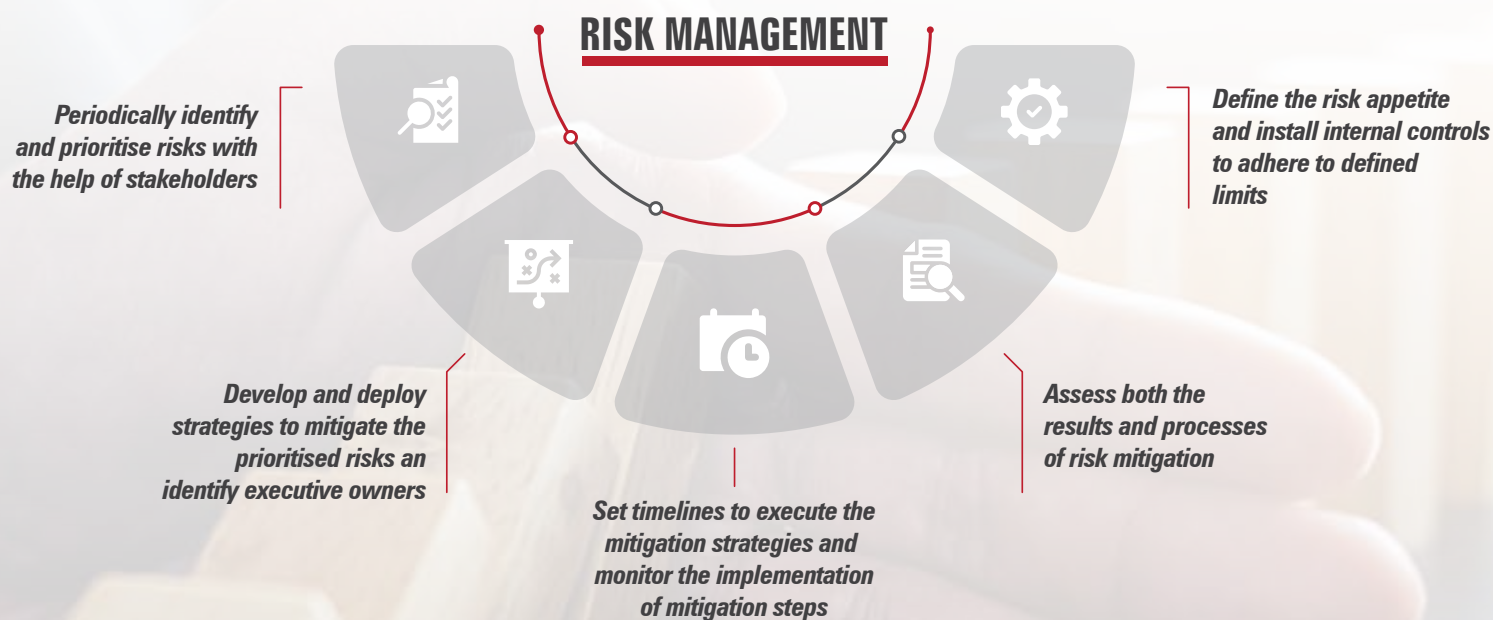 RISK MANAGEMENT
Periodically identify
and prioritise risks with
the help of stakeholders
Develop and deploy
strategies to mitigate the
prioritised risks an
identify executive owners
Set timelines to execute the
mitigation strategies and
monitor the implementation
of mitigation steps
Assess both the
results and processes
of risk mitigation
Define the risk appetite
and install internal controls
to adhere to defined
limits